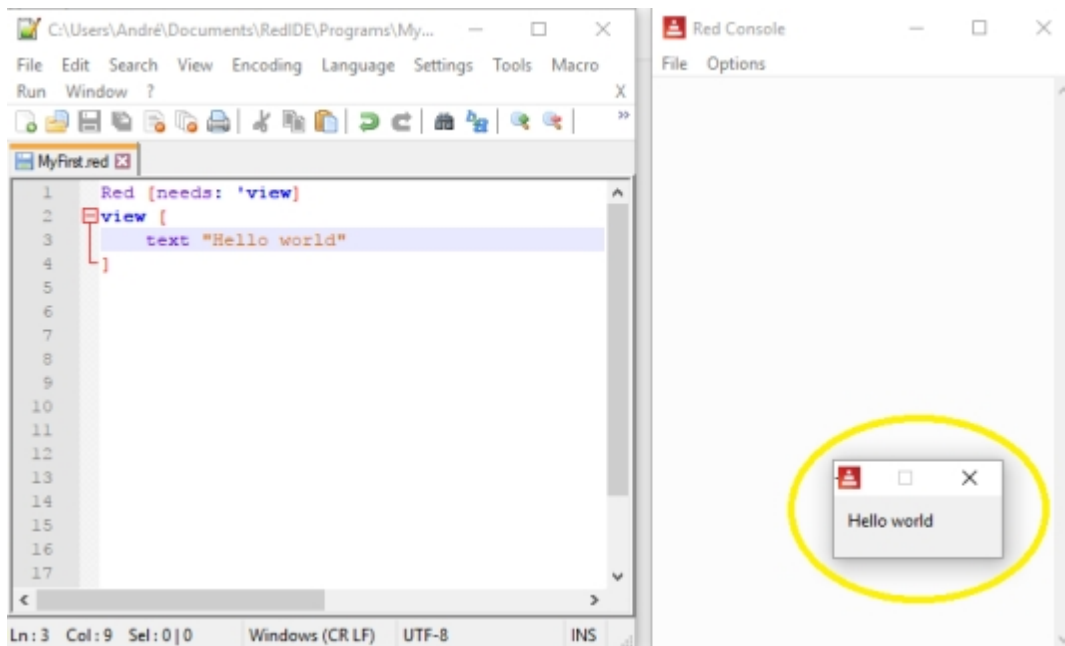 C:\Users\André\Documents\RedIDE\Programs\My...
File Edit Search View Encoding Language Settings Tools Macro
Run Window ? X
MyFirst.red
1 Red [needs: 'view]
2 view [
3 text "Hello world"
4 ]
5
6
7
8
9
10
11
12
13
14
15
16
17
Ln:3 Col:9 Sel:0|0 Windows (CR LF) UTF-8 INS
Red Console
File Options
Hello world